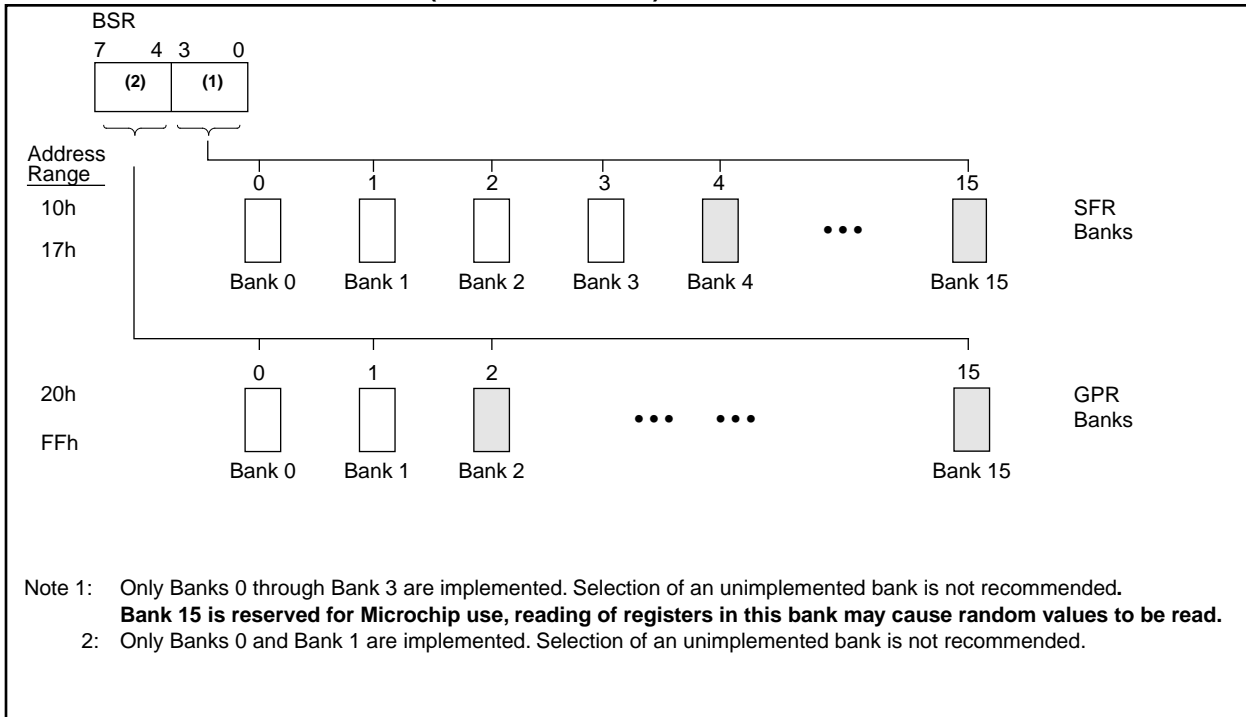 BSR
7 4 3 0
(2) (1)
Address
Range
0 1 2 3 4 15
10h
17h
SFR
Banks
Bank 0 Bank 1 Bank 2 Bank 3 Bank 4 Bank 15
0 1 2 15
20h
FFh
GPR
Banks
Bank 0 Bank 1 Bank 2 Bank 15
Note 1: Only Banks 0 through Bank 3 are implemented. Selection of an unimplemented bank is not recommended.
Bank 15 is reserved for Microchip use, reading of registers in this bank may cause random values to be read.
2: Only Banks 0 and Bank 1 are implemented. Selection of an unimplemented bank is not recommended.